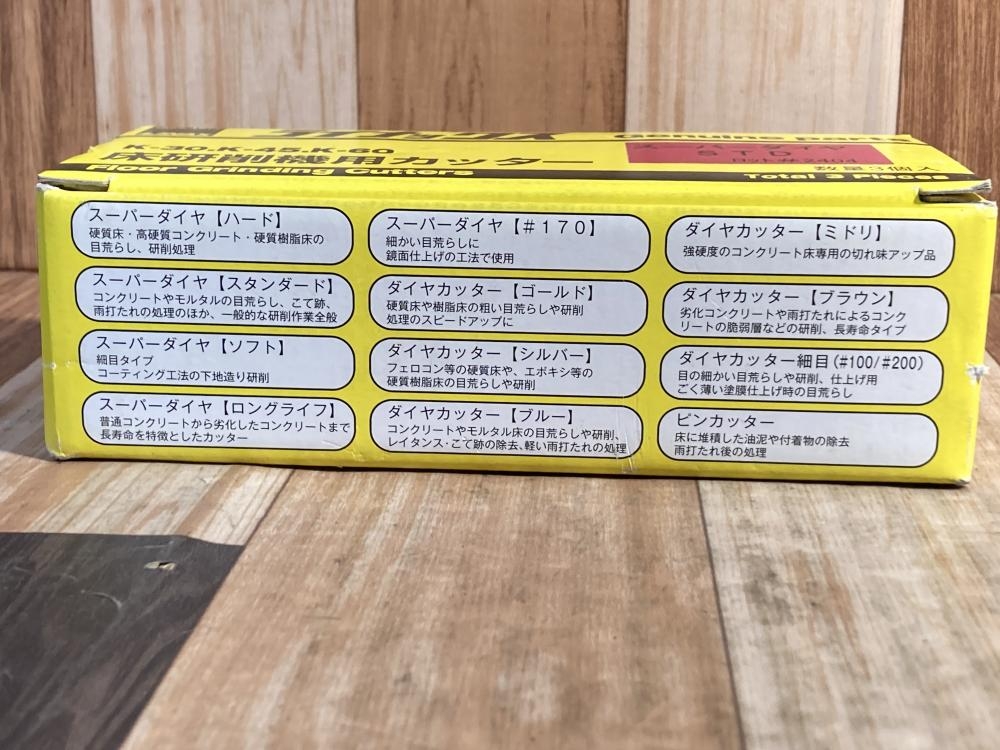 Genuine part
K-30.K-45.K-60
床研削機用カッター
Floor Grinding Cutters
スーパーダイヤ
STD
ロット# 2404
数量3個入
Total 3 Pieces
スーパーダイヤ【ハード】
硬質床・高硬質コンクリート・硬質樹脂床の
目荒らし、研削処理
スーパーダイヤ【スタンダード】
コンクリートやモルタルの目荒らし、こて跡、
雨打たれの処理のほか、一般的な研削作業全般
スーパーダイヤ【ソフト】
細目タイプ
コーティング工法の下地造り研削
スーパーダイヤ【ロングライフ】
普通コンクリートから劣化したコンクリートまで
長寿命を特徴としたカッター
スーパーダイヤ【#170】
細かい目荒らしに
鏡面仕上げの工法で使用
ダイヤカッター【ゴールド】
硬質床や樹脂床の粗い目荒らしや研削
処理のスピードアップに
ダイヤカッター【シルバー】
フェロコン等の硬質床や、エポキシ等の
硬質樹脂床の目荒らしや研削
ダイヤカッター【ブルー】
コンクリートやモルタル床の目荒らしや研削、
レイタンス・こて跡の除去、軽い雨打たれの処理
ダイヤカッター【ミドリ】
強硬度のコンクリート床専用の切れ味アップ品
ダイヤカッター【ブラウン】
劣化コンクリートや雨打たれによるコンク
リートの脆弱層などの研削、長寿命タイプ
ダイヤカッター細目(#100/#200)
目の細かい目荒らしや研削、仕上げ用
ごく薄い塗膜仕上げ時の目荒らし
ピンカッター
床に堆積した油泥や付着物の除去
雨打たれ後の処理